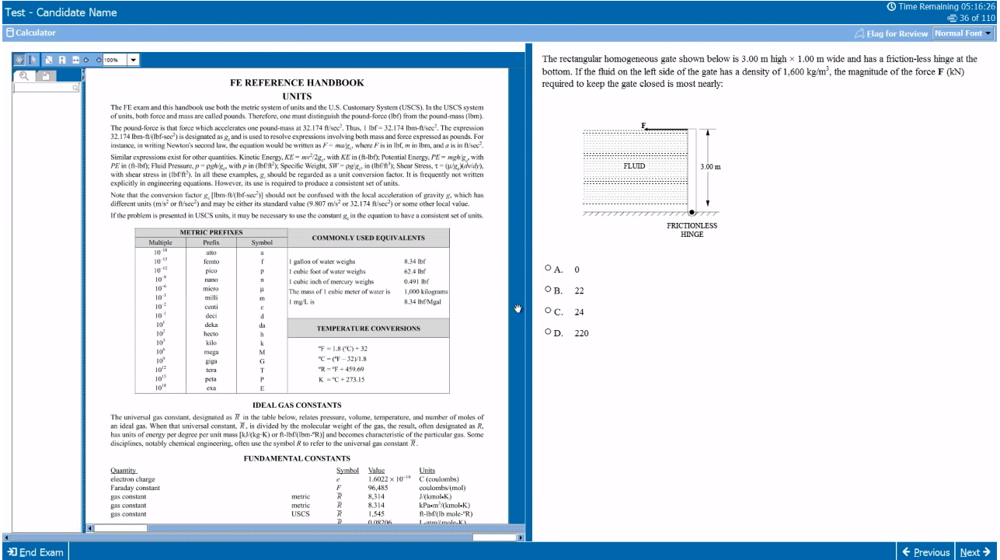 Test - Candidate Name
Time Remaining 05:16:26
36 of 110
Calculator
Flag for Review
Normal Font
100%
FE REFERENCE HANDBOOK
UNITS
The FE exam and this handbook use both the metric system of units and the U.S. Customary System (USCS). In the USCS system
of units, both force and mass are called pounds. Therefore, one must distinguish the pound-force (lbf) from the pound-mass (lbm).
The pound-force is that force which accelerates one pound-mass at 32.174 ft/sec². Thus, 1 lbf = 32.174 lbm-ft/sec². The expression
32.174 lbm-ft/(lbf-sec²) is designated as g_c and is used to resolve expressions involving both mass and force expressed as pounds. For
instance, in writing Newton's second law, the equation would be written as F = ma/g_c, where F is in lbf, m in lbm, and a is in ft/sec².
Similar expressions exist for other quantities. Kinetic Energy, KE = mv²/2g_c, with KE in (ft-lbf); Potential Energy, PE = mgh/g_c, with
PE in (ft-lbf); Fluid Pressure, p = ρgh/g_c, with p in (lbf/ft²); Specific Weight, SW = ρg/g_c, in (lbf/ft³); Shear Stress, τ = (μ/g_c)(dv/dy),
with shear stress in (lbf/ft²). In all these examples, g_c should be regarded as a unit conversion factor. It is frequently not written
explicitly in engineering equations. However, its use is required to produce a consistent set of units.
Note that the conversion factor g_c [lbm-ft/(lbf-sec²)] should not be confused with the local acceleration of gravity g, which has
different units (m/s² or ft/sec²) and may be either its standard value (9.807 m/s² or 32.174 ft/sec²) or some other local value.
If the problem is presented in USCS units, it may be necessary to use the constant g_c in the equation to have a consistent set of units.
METRIC PREFIXES
Multiple Prefix Symbol
10⁻¹⁸ atto a
10⁻¹⁵ femto f
10⁻¹² pico p
10⁻⁹ nano n
10⁻⁶ micro μ
10⁻³ milli m
10⁻² centi c
10⁻¹ deci d
10¹ deka da
10² hecto h
10³ kilo k
10⁶ mega M
10⁹ giga G
10¹² tera T
10¹⁵ peta P
10¹⁸ exa E
COMMONLY USED EQUIVALENTS
1 gallon of water weighs 8.34 lbf
1 cubic foot of water weighs 62.4 lbf
1 cubic inch of mercury weighs 0.491 lbf
The mass of 1 cubic meter of water is 1,000 kilograms
1 mg/L is 8.34 lbf/Mgal
TEMPERATURE CONVERSIONS
ºF = 1.8 (ºC) + 32
ºC = (ºF – 32)/1.8
ºR = ºF + 459.69
K = ºC + 273.15
IDEAL GAS CONSTANTS
The universal gas constant, designated as R̅ in the table below, relates pressure, volume, temperature, and number of moles of
an ideal gas. When that universal constant, R̅, is divided by the molecular weight of the gas, the result, often designated as R,
has units of energy per degree per unit mass [kJ/(kg·K) or ft-lbf/(lbm-ºR)] and becomes characteristic of the particular gas. Some
disciplines, notably chemical engineering, often use the symbol R to refer to the universal gas constant R̅.
FUNDAMENTAL CONSTANTS
Quantity Symbol Value Units
electron charge e 1.6022 × 10⁻¹⁹ C (coulombs)
Faraday constant F 96,485 coulombs/(mol)
gas constant metric R̅ 8,314 J/(kmol•K)
gas constant metric R̅ 8.314 kPa•m³/(kmol•K)
gas constant USCS R̅ 1,545 ft-lbf/(lb mole-ºR)
R̅ 0.08206 L-atm/(mole-K)
The rectangular homogeneous gate shown below is 3.00 m high × 1.00 m wide and has a friction-less hinge at the
bottom. If the fluid on the left side of the gate has a density of 1,600 kg/m³, the magnitude of the force F (kN)
required to keep the gate closed is most nearly:
F
FLUID
3.00 m
FRICTIONLESS
HINGE
A. 0
B. 22
C. 24
D. 220
End Exam
Previous
Next